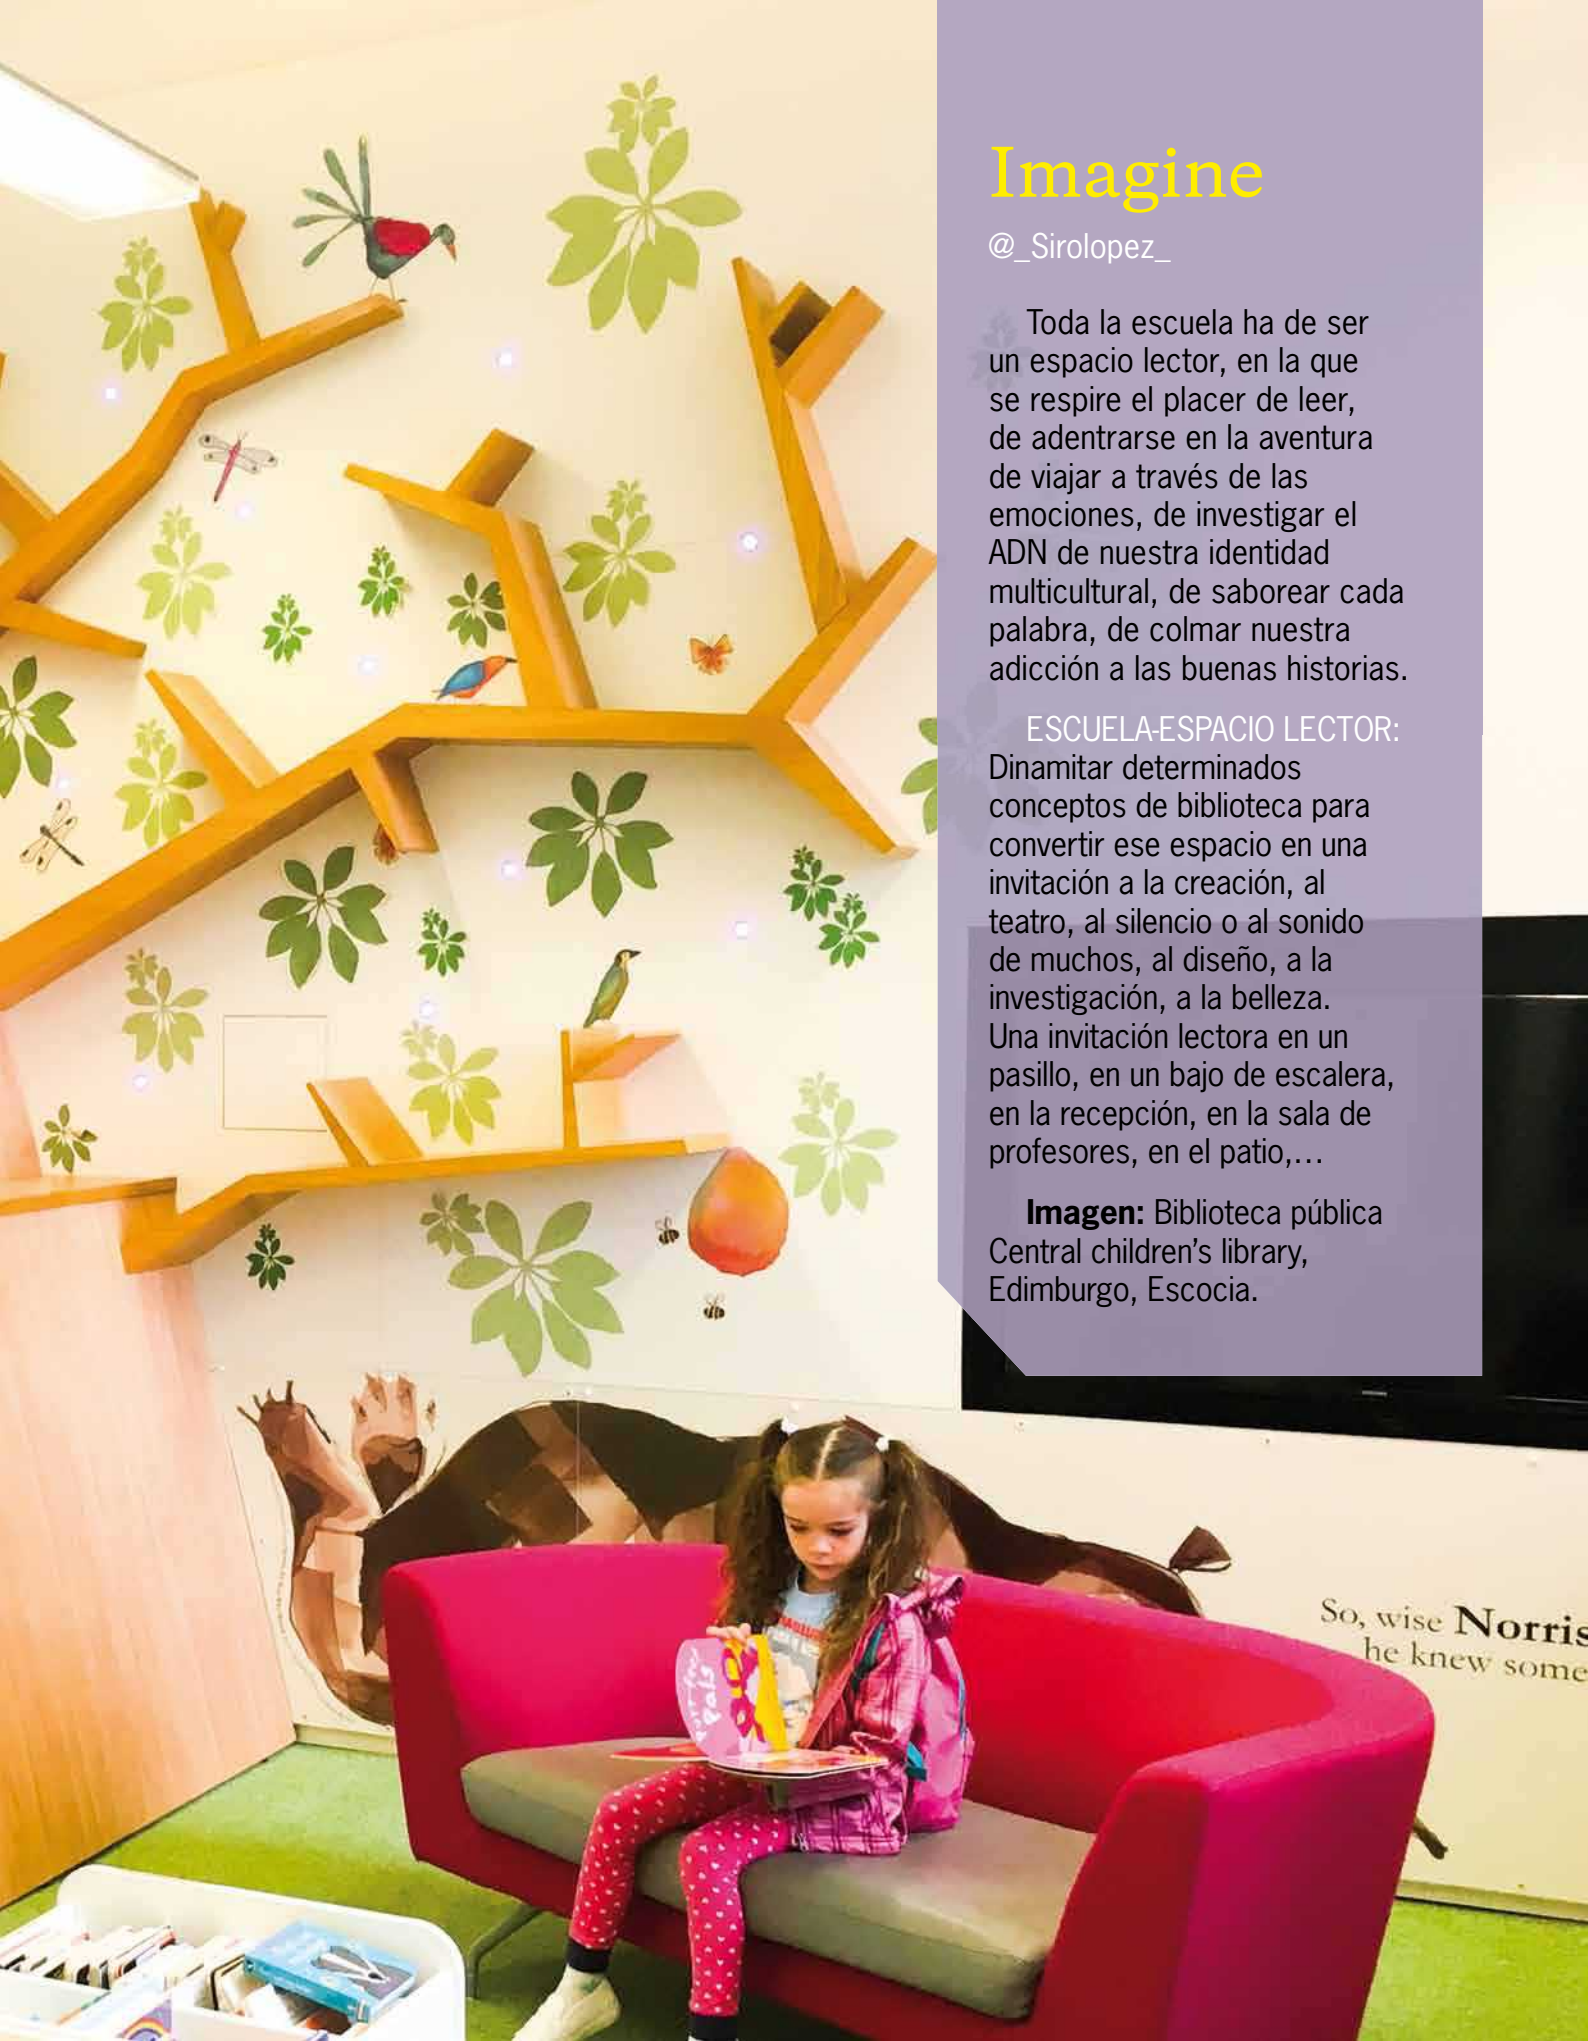 Imagine
@_Sirolopez_
Toda la escuela ha de ser
un espacio lector, en la que
se respire el placer de leer,
de adentrarse en la aventura
de viajar a través de las
emociones, de investigar el
ADN de nuestra identidad
multicultural, de saborear cada
palabra, de colmar nuestra
adicción a las buenas historias.
ESCUELA-ESPACIO LECTOR:
Dinamitar determinados
conceptos de biblioteca para
convertir ese espacio en una
invitación a la creación, al
teatro, al silencio o al sonido
de muchos, al diseño, a la
investigación, a la belleza.
Una invitación lectora en un
pasillo, en un bajo de escalera,
en la recepción, en la sala de
profesores, en el patio,...
Imagen: Biblioteca pública
Central children's library,
Edimburgo, Escocia.
So, wise Norris
he knew some
pals